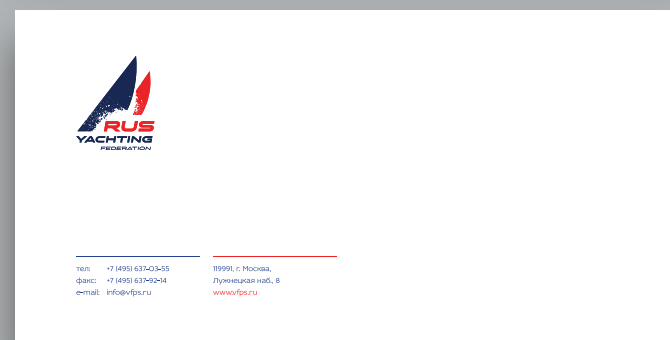 RUS
YACHTING
FEDERATION
тел: +7 (495) 637-03-55
факс: +7 (495) 637-92-14
e-mail: info@vfps.ru
119991, г. Москва,
Лужнецкая наб., 8
www.vfps.ru